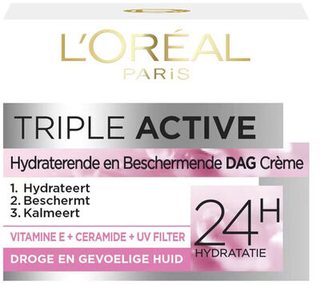 L'ORÉAL
PARIS
TRIPLE ACTIVE
Hydraterende en Beschermende DAG Crème
1. Hydrateert
2. Beschermt
3. Kalmeert
VITAMINE E + CERAMIDE + UV FILTER
DROGE EN GEVOELIGE HUID
24H
HYDRATATIE